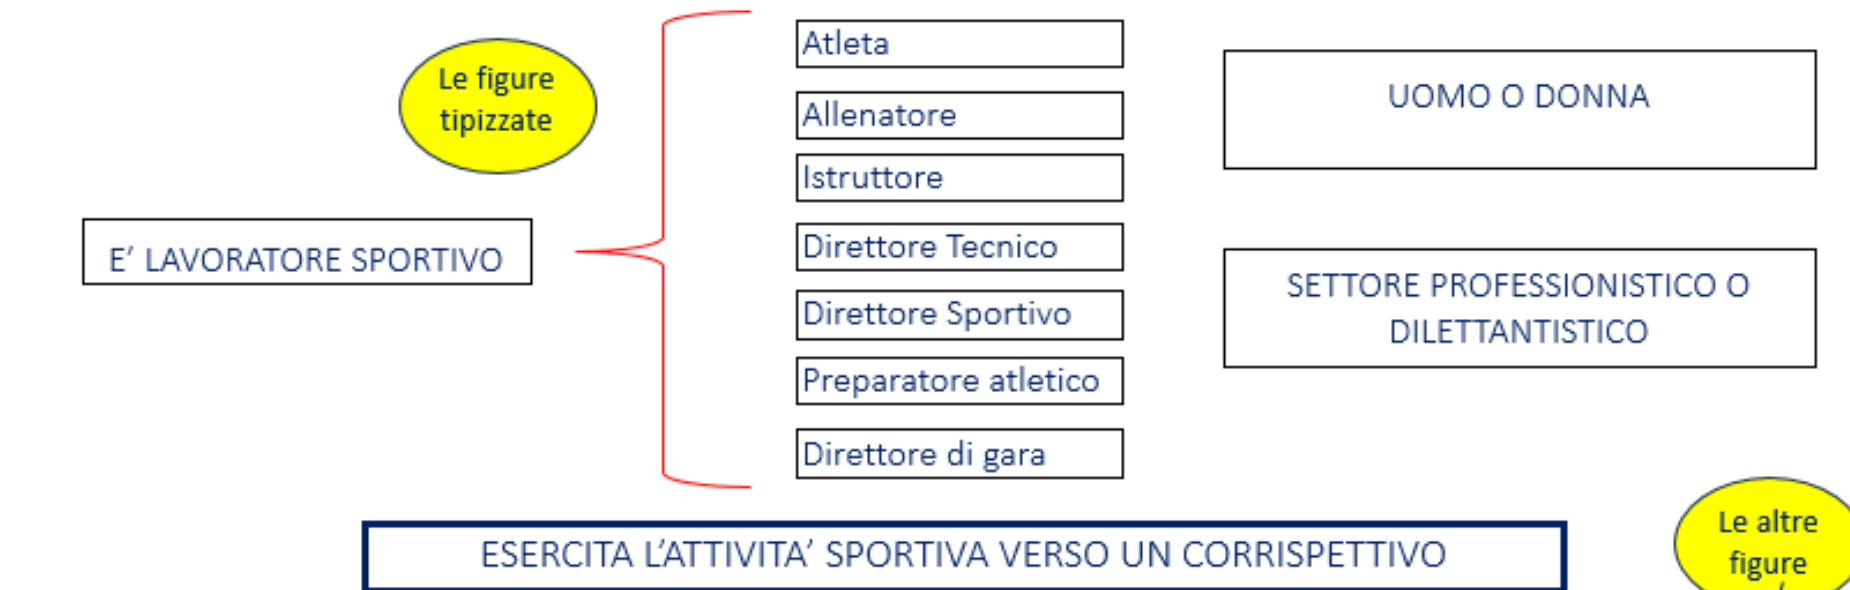 Le figure
tipizzate
E’ LAVORATORE SPORTIVO
Atleta
Allenatore
Istruttore
Direttore Tecnico
Direttore Sportivo
Preparatore atletico
Direttore di gara
UOMO O DONNA
SETTORE PROFESSIONISTICO O
DILETTANTISTICO
ESERCITA L’ATTIVITA’ SPORTIVA VERSO UN CORRISPETTIVO
Le altre
figure